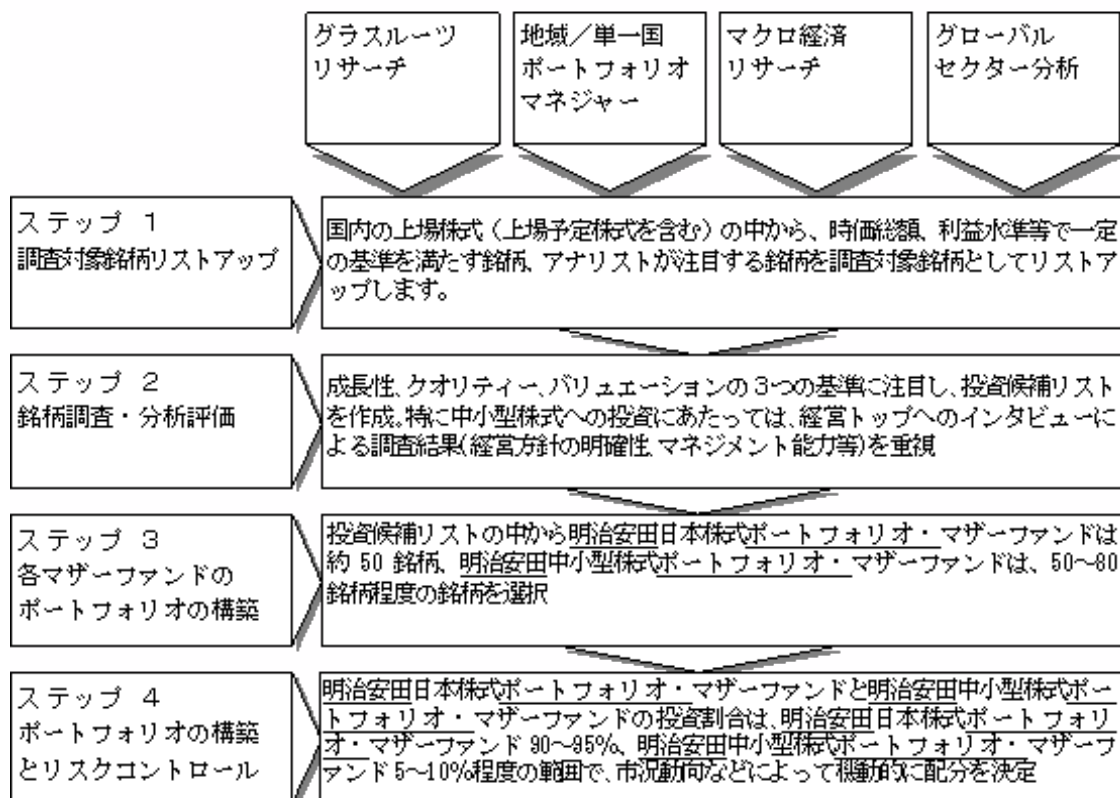 グラスルーツ
リサーチ
地域／単一国
ポートフォリオ
マネジャー
マクロ経済
リサーチ
グローバル
セクター分析
ステップ 1
調査対象銘柄リストアップ
国内の上場株式（上場予定株式を含む）の中から、時価総額、利益水準等で一定
の基準を満たす銘柄、アナリストが注目する銘柄を調査対象銘柄としてリストア
ップします。
ステップ 2
銘柄調査・分析評価
成長性、クオリティー、バリュエーションの３つの基準に注目し、投資候補リスト
を作成。特に中小型株式への投資にあたっては、経営トップへのインタビューに
よる調査結果(経営方針の明確性、マネジメント能力等)を重視
ステップ 3
各マザーファンドの
ポートフォリオの構築
投資候補リストの中から明治安田日本株式ポートフォリオ・マザーファンドは
約 50 銘柄、明治安田中小型株式ポートフォリオ・マザーファンドは、50～80
銘柄程度の銘柄を選択
ステップ 4
ポートフォリオの構築
とリスクコントロール
明治安田日本株式ポートフォリオ・マザーファンドと明治安田中小型株式ポー
トフォリオ・マザーファンドの投資割合は、明治安田日本株式ポートフォリ
オ・マザーファンド 90～95%、明治安田中小型株式ポートフォリオ・マザーフ
ァンド 5～10%程度の範囲で、市況動向などによって機動的に配分を決定